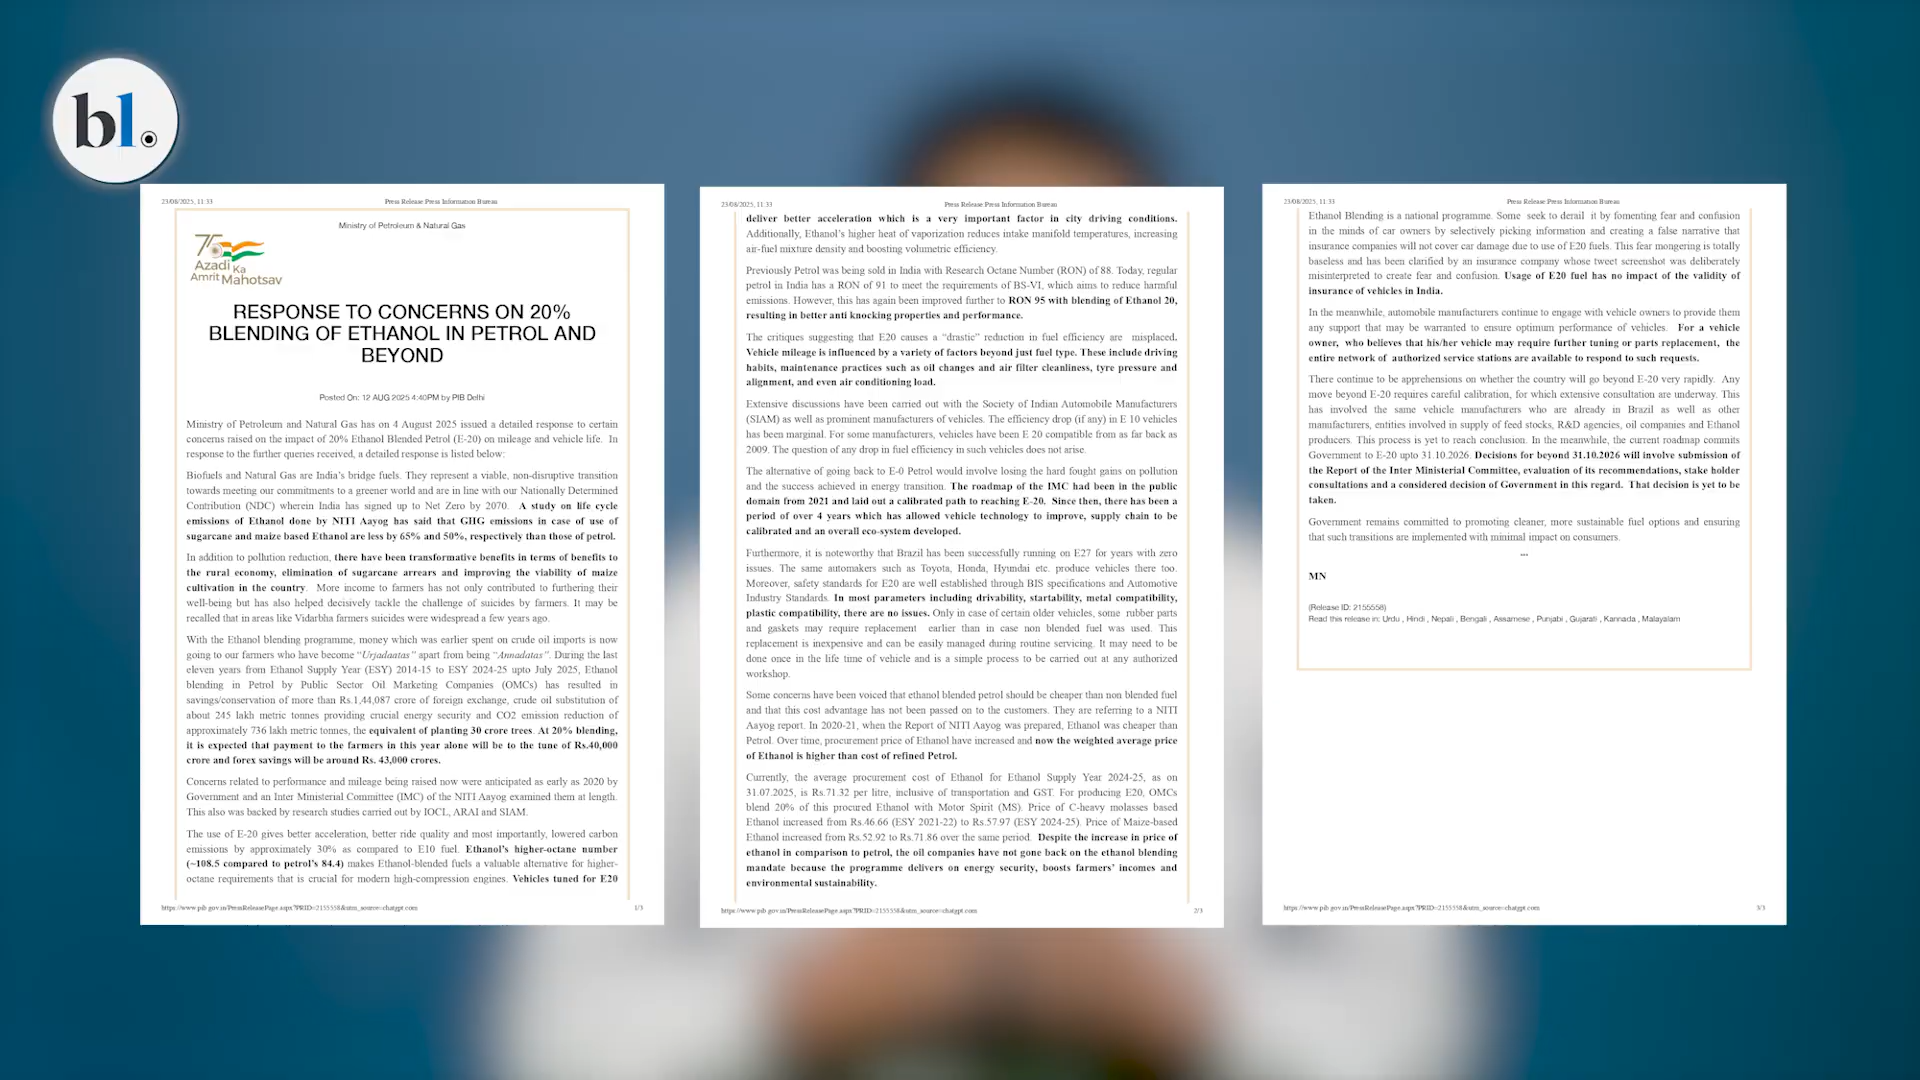 bl.
23/08/2025, 11:33
Press Release:Press Information Bureau
Ministry of Petroleum & Natural Gas
75
Azadi Ka
Amrit Mahotsav
RESPONSE TO CONCERNS ON 20%
BLENDING OF ETHANOL IN PETROL AND
BEYOND
Posted On: 12 AUG 2025 4:40PM by PIB Delhi
Ministry of Petroleum and Natural Gas has on 4 August 2025 issued a detailed response to certain
concerns raised on the impact of 20% Ethanol Blended Petrol (E-20) on mileage and vehicle life. In
response to the further queries received, a detailed response is listed below:
Biofuels and Natural Gas are India's bridge fuels. They represent a viable, non-disruptive transition
towards meeting our commitments to a greener world and are in line with our Nationally Determined
Contribution (NDC) wherein India has signed up to Net Zero by 2070. A study on life cycle
emissions of Ethanol done by NITI Aayog has said that GHG emissions in case of use of
sugarcane and maize based Ethanol are less by 65% and 50%, respectively than those of petrol.
In addition to pollution reduction, there have been transformative benefits in terms of benefits to
the rural economy, elimination of sugarcane arrears and improving the viability of maize
cultivation in the country. More income to farmers has not only contributed to furthering their
well-being but has also helped decisively tackle the challenge of suicides by farmers. It may be
recalled that in areas like Vidarbha farmers suicides were widespread a few years ago.
With the Ethanol blending programme, money which was earlier spent on crude oil imports is now
going to our farmers who have become "Urjadaatas" apart from being "Annadatas". During the last
eleven years from Ethanol Supply Year (ESY) 2014-15 to ESY 2024-25 upto July 2025, Ethanol
blending in Petrol by Public Sector Oil Marketing Companies (OMCs) has resulted in
savings/conservation of more than Rs.1,44,087 crore of foreign exchange, crude oil substitution of
about 245 lakh metric tonnes providing crucial energy security and CO2 emission reduction of
approximately 736 lakh metric tonnes, the equivalent of planting 30 crore trees. At 20% blending,
it is expected that payment to the farmers in this year alone will be to the tune of Rs.40,000
crore and forex savings will be around Rs. 43,000 crores.
Concerns related to performance and mileage being raised now were anticipated as early as 2020 by
Government and an Inter Ministerial Committee (IMC) of the NITI Aayog examined them at length.
This also was backed by research studies carried out by IOCL, ARAI and SIAM.
The use of E-20 gives better acceleration, better ride quality and most importantly, lowered carbon
emissions by approximately 30% as compared to E10 fuel. Ethanol's higher-octane number
(~108.5 compared to petrol's 84.4) makes Ethanol-blended fuels a valuable alternative for higher-
octane requirements that is crucial for modern high-compression engines. Vehicles tuned for E20
https://www.pib.gov.in/PressReleasePage.aspx?PRID=2155558&utm_source=chatgpt.com
1/3
23/08/2025, 11:33
Press Release:Press Information Bureau
deliver better acceleration which is a very important factor in city driving conditions.
Additionally, Ethanol's higher heat of vaporization reduces intake manifold temperatures, increasing
air-fuel mixture density and boosting volumetric efficiency.
Previously Petrol was being sold in India with Research Octane Number (RON) of 88. Today, regular
petrol in India has a RON of 91 to meet the requirements of BS-VI, which aims to reduce harmful
emissions. However, this has again been improved further to RON 95 with blending of Ethanol 20,
resulting in better anti knocking properties and performance.
The critiques suggesting that E20 causes a "drastic" reduction in fuel efficiency are misplaced.
Vehicle mileage is influenced by a variety of factors beyond just fuel type. These include driving
habits, maintenance practices such as oil changes and air filter cleanliness, tyre pressure and
alignment, and even air conditioning load.
Extensive discussions have been carried out with the Society of Indian Automobile Manufacturers
(SIAM) as well as prominent manufacturers of vehicles. The efficiency drop (if any) in E 10 vehicles
has been marginal. For some manufacturers, vehicles have been E 20 compatible from as far back as
2009. The question of any drop in fuel efficiency in such vehicles does not arise.
The alternative of going back to E-0 Petrol would involve losing the hard fought gains on pollution
and the success achieved in energy transition. The roadmap of the IMC had been in the public
domain from 2021 and laid out a calibrated path to reaching E-20. Since then, there has been a
period of over 4 years which has allowed vehicle technology to improve, supply chain to be
calibrated and an overall eco-system developed.
Furthermore, it is noteworthy that Brazil has been successfully running on E27 for years with zero
issues. The same automakers such as Toyota, Honda, Hyundai etc. produce vehicles there too.
Moreover, safety standards for E20 are well established through BIS specifications and Automotive
Industry Standards. In most parameters including drivability, startability, metal compatibility,
plastic compatibility, there are no issues. Only in case of certain older vehicles, some rubber parts
and gaskets may require replacement earlier than in case non blended fuel was used. This
replacement is inexpensive and can be easily managed during routine servicing. It may need to be
done once in the life time of vehicle and is a simple process to be carried out at any authorized
workshop.
Some concerns have been voiced that ethanol blended petrol should be cheaper than non blended fuel
and that this cost advantage has not been passed on to the customers. They are referring to a NITI
Aayog report. In 2020-21, when the Report of NITI Aayog was prepared, Ethanol was cheaper than
Petrol. Over time, procurement price of Ethanol have increased and now the weighted average price
of Ethanol is higher than cost of refined Petrol.
Currently, the average procurement cost of Ethanol for Ethanol Supply Year 2024-25, as on
31.07.2025, is Rs.71.32 per litre, inclusive of transportation and GST. For producing E20, OMCs
blend 20% of this procured Ethanol with Motor Spirit (MS). Price of C-heavy molasses based
Ethanol increased from Rs.46.66 (ESY 2021-22) to Rs.57.97 (ESY 2024-25). Price of Maize-based
Ethanol increased from Rs.52.92 to Rs.71.86 over the same period. Despite the increase in price of
ethanol in comparison to petrol, the oil companies have not gone back on the ethanol blending
mandate because the programme delivers on energy security, boosts farmers' incomes and
environmental sustainability.
https://www.pib.gov.in/PressReleasePage.aspx?PRID=2155558&utm_source=chatgpt.com
2/3
23/08/2025, 11:33
Press Release:Press Information Bureau
Ethanol Blending is a national programme. Some seek to derail it by fomenting fear and confusion
in the minds of car owners by selectively picking information and creating a false narrative that
insurance companies will not cover car damage due to use of E20 fuels. This fear mongering is totally
baseless and has been clarified by an insurance company whose tweet screenshot was deliberately
misinterpreted to create fear and confusion. Usage of E20 fuel has no impact of the validity of
insurance of vehicles in India.
In the meanwhile, automobile manufacturers continue to engage with vehicle owners to provide them
any support that may be warranted to ensure optimum performance of vehicles. For a vehicle
owner, who believes that his/her vehicle may require further tuning or parts replacement, the
entire network of authorized service stations are available to respond to such requests.
There continue to be apprehensions on whether the country will go beyond E-20 very rapidly. Any
move beyond E-20 requires careful calibration, for which extensive consultation are underway. This
has involved the same vehicle manufacturers who are already in Brazil as well as other
manufacturers, entities involved in supply of feed stocks, R&D agencies, oil companies and Ethanol
producers. This process is yet to reach conclusion. In the meanwhile, the current roadmap commits
Government to E-20 upto 31.10.2026. Decisions for beyond 31.10.2026 will involve submission of
the Report of the Inter Ministerial Committee, evaluation of its recommendations, stake holder
consultations and a considered decision of Government in this regard. That decision is yet to be
taken.
Government remains committed to promoting cleaner, more sustainable fuel options and ensuring
that such transitions are implemented with minimal impact on consumers.
***
MN
(Release ID: 2155558)
Read this release in: Urdu , Hindi , Nepali , Bengali , Assamese , Punjabi , Gujarati , Kannada , Malayalam
https://www.pib.gov.in/PressReleasePage.aspx?PRID=2155558&utm_source=chatgpt.com
3/3